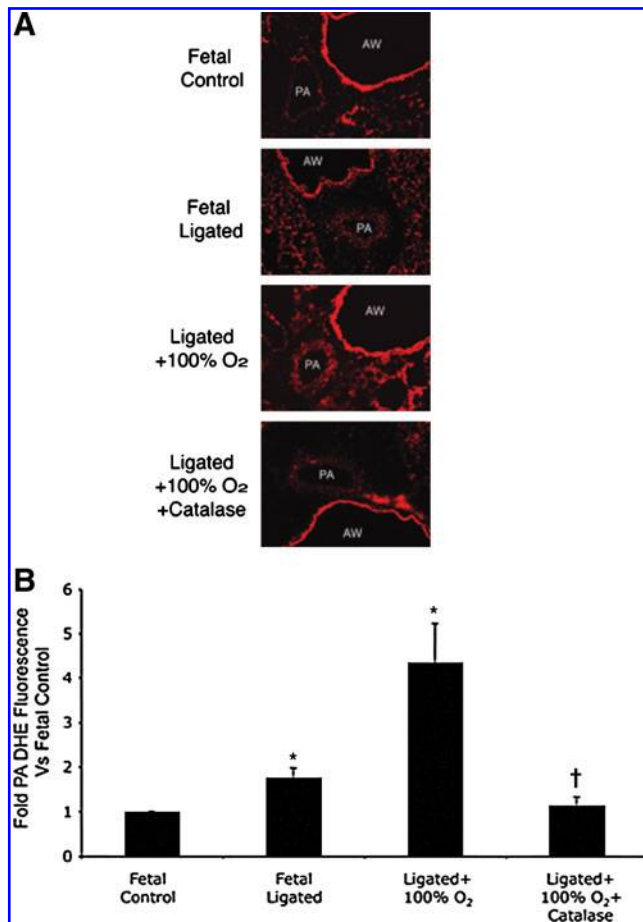 A
Fetal
Control
AW
PA
Fetal
Ligated
AW
PA
Ligated
+100% O₂
AW
PA
Ligated
+100% O₂
+Catalase
PA
AW
B
Fold PA DHE Fluorescence
Vs Fetal Control
6
5
4
3
2
1
0
*
*
†
Fetal
Control
Fetal
Ligated
Ligated+
100% O₂
Ligated+
100% O₂+
Catalase